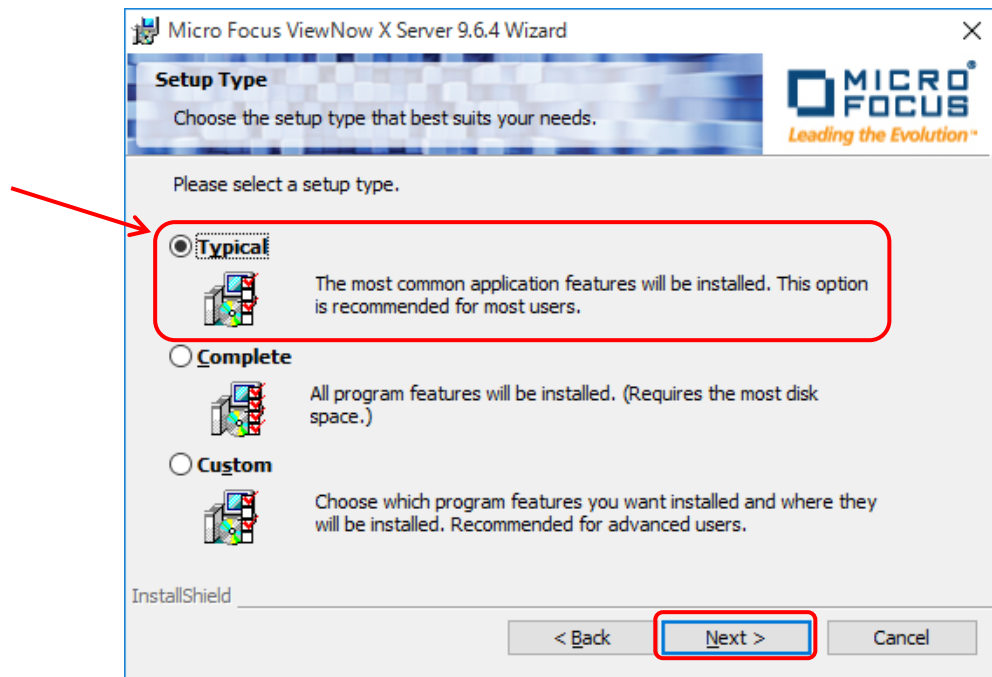 Micro Focus ViewNow X Server 9.6.4 Wizard
Setup Type
Choose the setup type that best suits your needs.
MICRO
FOCUS
Leading the Evolution™
Please select a setup type.
Typical
The most common application features will be installed. This option
is recommended for most users.
Complete
All program features will be installed. (Requires the most disk
space.)
Custom
Choose which program features you want installed and where they
will be installed. Recommended for advanced users.
InstallShield
< Back Next > Cancel